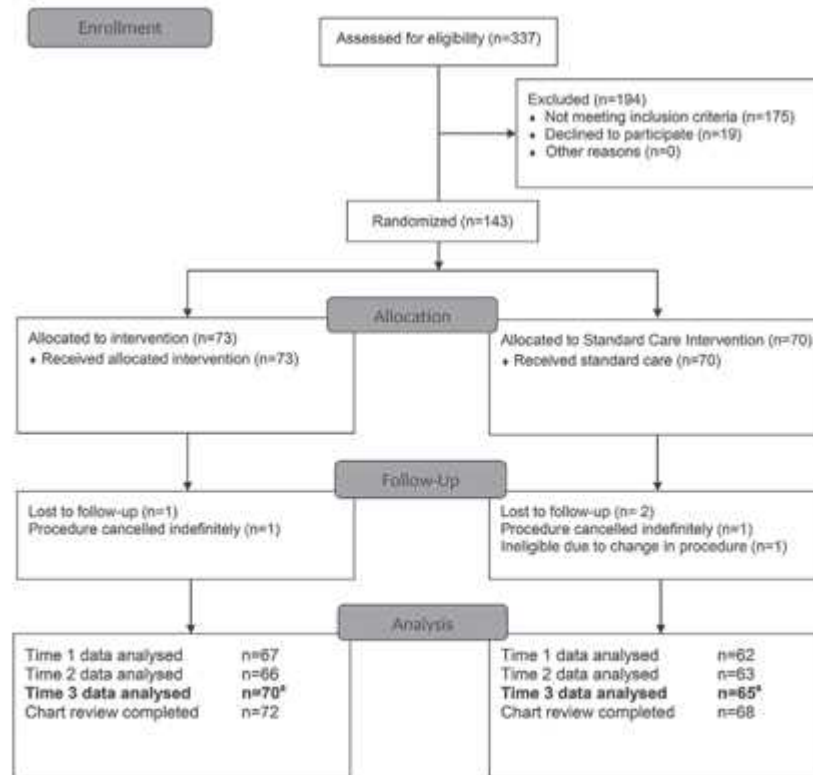 Enrollment
Assessed for eligibility (n=337)
Excluded (n=194)
♦ Not meeting inclusion criteria (n=175)
♦ Declined to participate (n=19)
♦ Other reasons (n=0)
Randomized (n=143)
Allocation
Allocated to intervention (n=73)
♦ Received allocated intervention (n=73)
Allocated to Standard Care Intervention (n=70)
♦ Received standard care (n=70)
Follow-Up
Lost to follow-up (n=1)
Procedure cancelled indefinitely (n=1)
Lost to follow-up (n= 2)
Procedure cancelled indefinitely (n=1)
Ineligible due to change in procedure (n=1)
Analysis
Time 1 data analysed n=67
Time 2 data analysed n=66
Time 3 data analysed n=70ª
Chart review completed n=72
Time 1 data analysed n=62
Time 2 data analysed n=63
Time 3 data analysed n=65ª
Chart review completed n=68